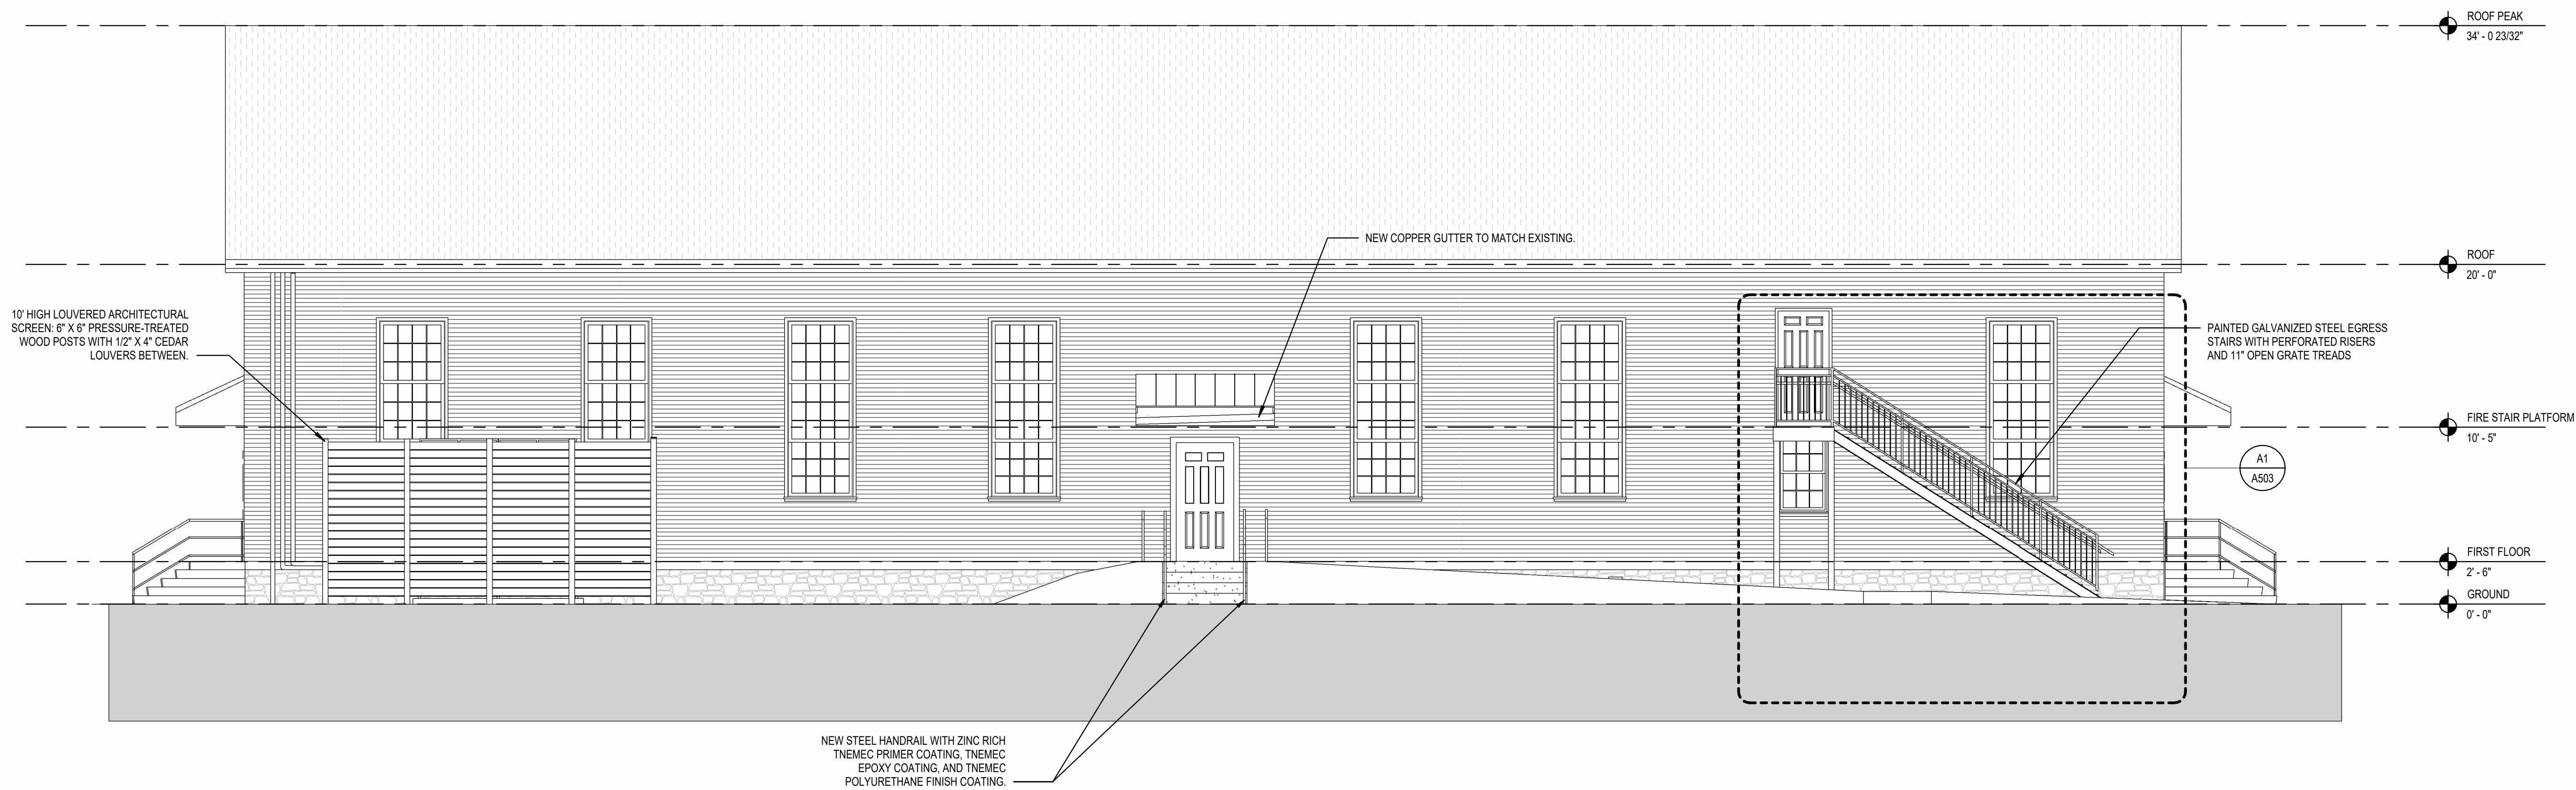 ROOF PEAK
34' - 0 23/32"
NEW COPPER GUTTER TO MATCH EXISTING.
ROOF
20' - 0"
10' HIGH LOUVERED ARCHITECTURAL
SCREEN: 6" X 6" PRESSURE-TREATED
WOOD POSTS WITH 1/2" X 4" CEDAR
LOUVERS BETWEEN.
PAINTED GALVANIZED STEEL EGRESS
STAIRS WITH PERFORATED RISERS
AND 11" OPEN GRATE TREADS
FIRE STAIR PLATFORM
10' - 5"
A1
A503
FIRST FLOOR
2' - 6"
GROUND
0' - 0"
NEW STEEL HANDRAIL WITH ZINC RICH
TNEMEC PRIMER COATING, TNEMEC
EPOXY COATING, AND TNEMEC
POLYURETHANE FINISH COATING.